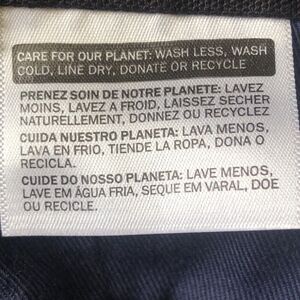 CARE FOR OUR PLANET: WASH LESS, WASH
COLD, LINE DRY, DONATE OR RECYCLE
PRENEZ SOIN DE NOTRE PLANETE: LAVEZ
MOINS, LAVEZ A FROID, LAISSEZ SECHER
NATURELLEMENT, DONNEZ OU RECYCLEZ
CUIDA NUESTRO PLANETA: LAVA MENOS,
LAVA EN FRIO, TIENDE LA ROPA, DONA O
RECICLA.
CUIDE DO NOSSO PLANETA: LAVE MENOS,
LAVE EM ÁGUA FRIA, SEQUE EM VARAL, DOE
OU RECICLE.